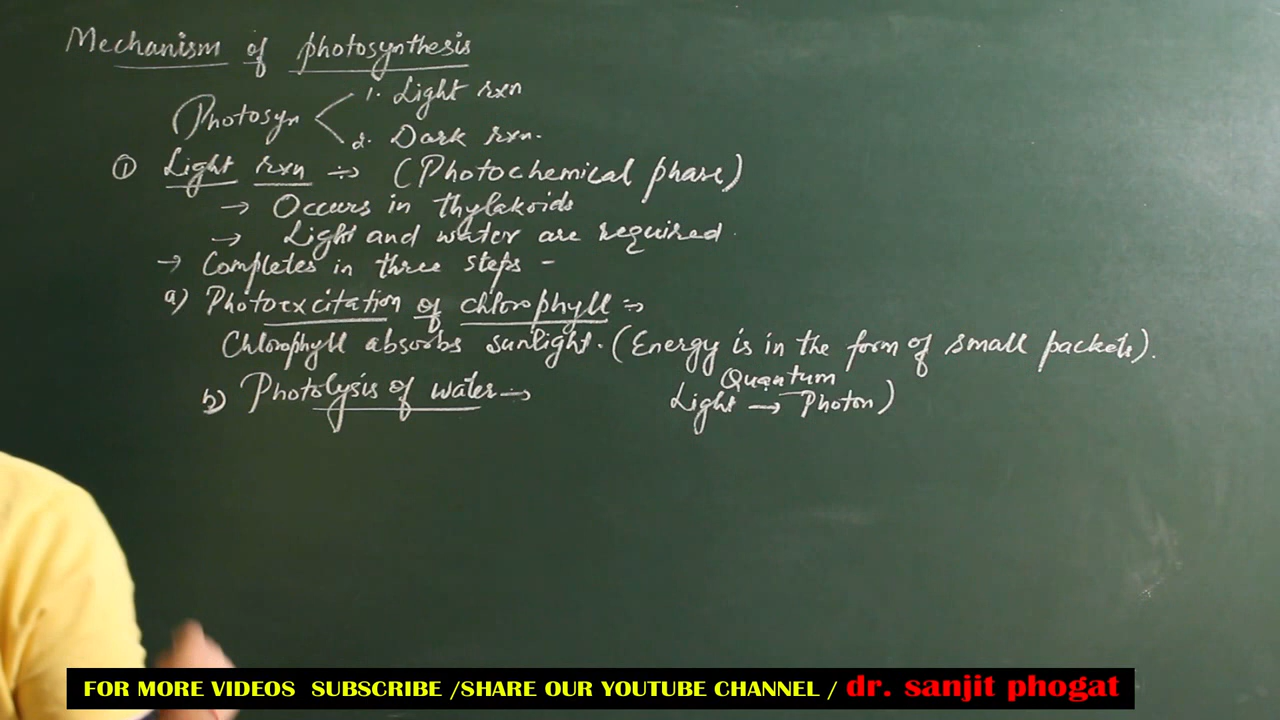 Mechanism of photosynthesis
Photosyn
1. Light rxn
2. Dark rxn.
① Light rxn → (Photochemical phase)
→ Occurs in thylakoids
→ Light and water are required.
→ Completes in three steps -
a) Photoexcitation of chlorophyll →
Chlorophyll absorbs sunlight. (Energy is in the form of small packets).
Quantum
b) Photolysis of water →
Light → Photon)
FOR MORE VIDEOS SUBSCRIBE /SHARE OUR YOUTUBE CHANNEL / dr. sanjit phogat